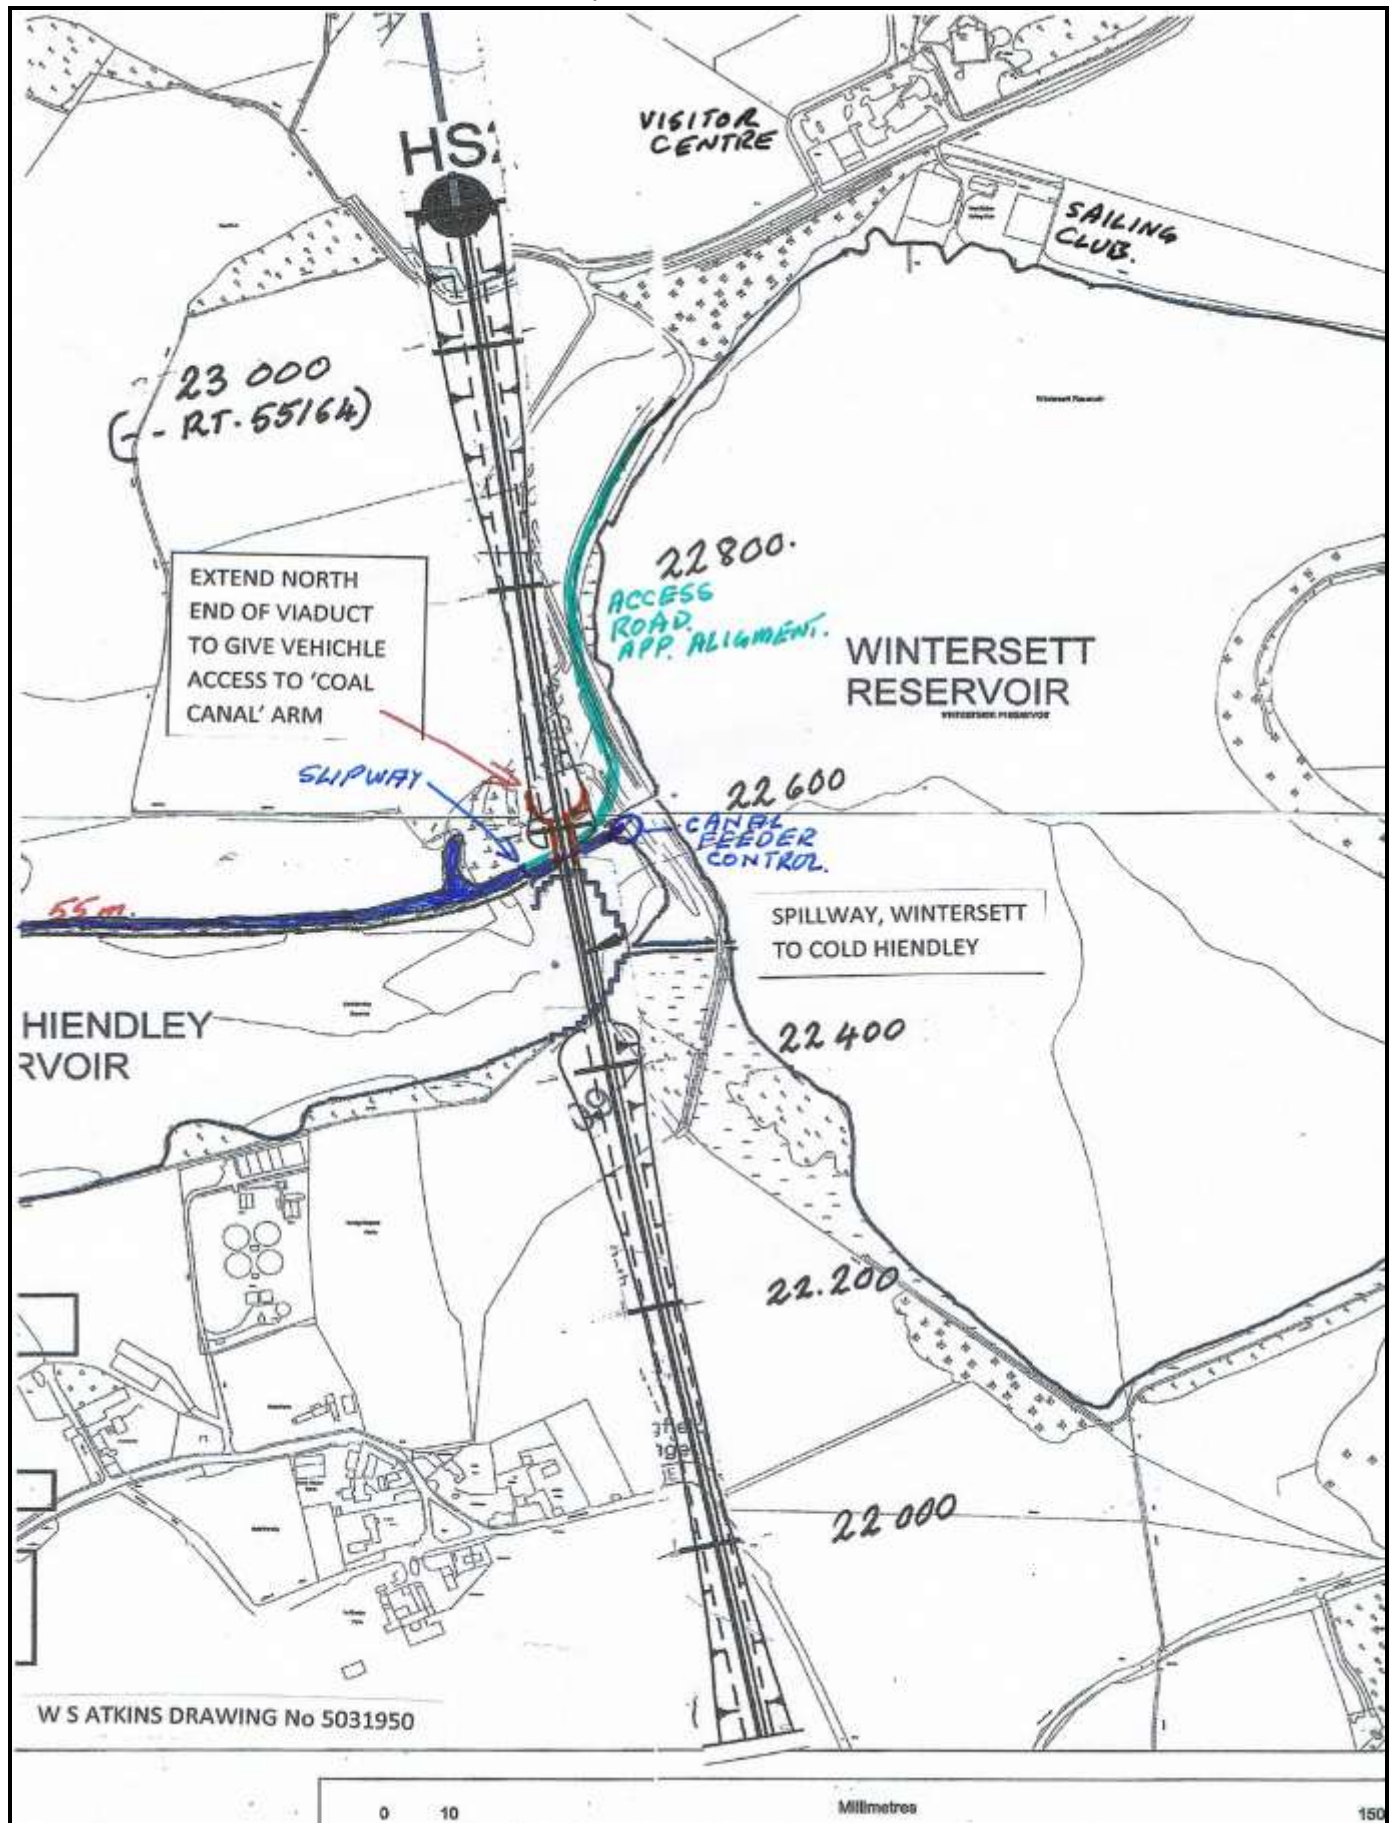 HS2
VISITOR
CENTRE
SAILING
CLUB.
23 000
(-- RT. 55164)
Wintersett Reservoir
22800.
EXTEND NORTH
END OF VIADUCT
TO GIVE VEHICHLE
ACCESS TO 'COAL
CANAL' ARM
ACCESS
ROAD.
APP. ALIGMENT.
WINTERSETT
RESERVOIR
SLIPWAY
22 600
CANAL
FEEDER
CONTROL.
55m.
SPILLWAY, WINTERSETT
TO COLD HIENDLEY
HIENDLEY
RVOIR
22 400
22.200
22 000
W S ATKINS DRAWING No 5031950
0 10 Millimetres 150